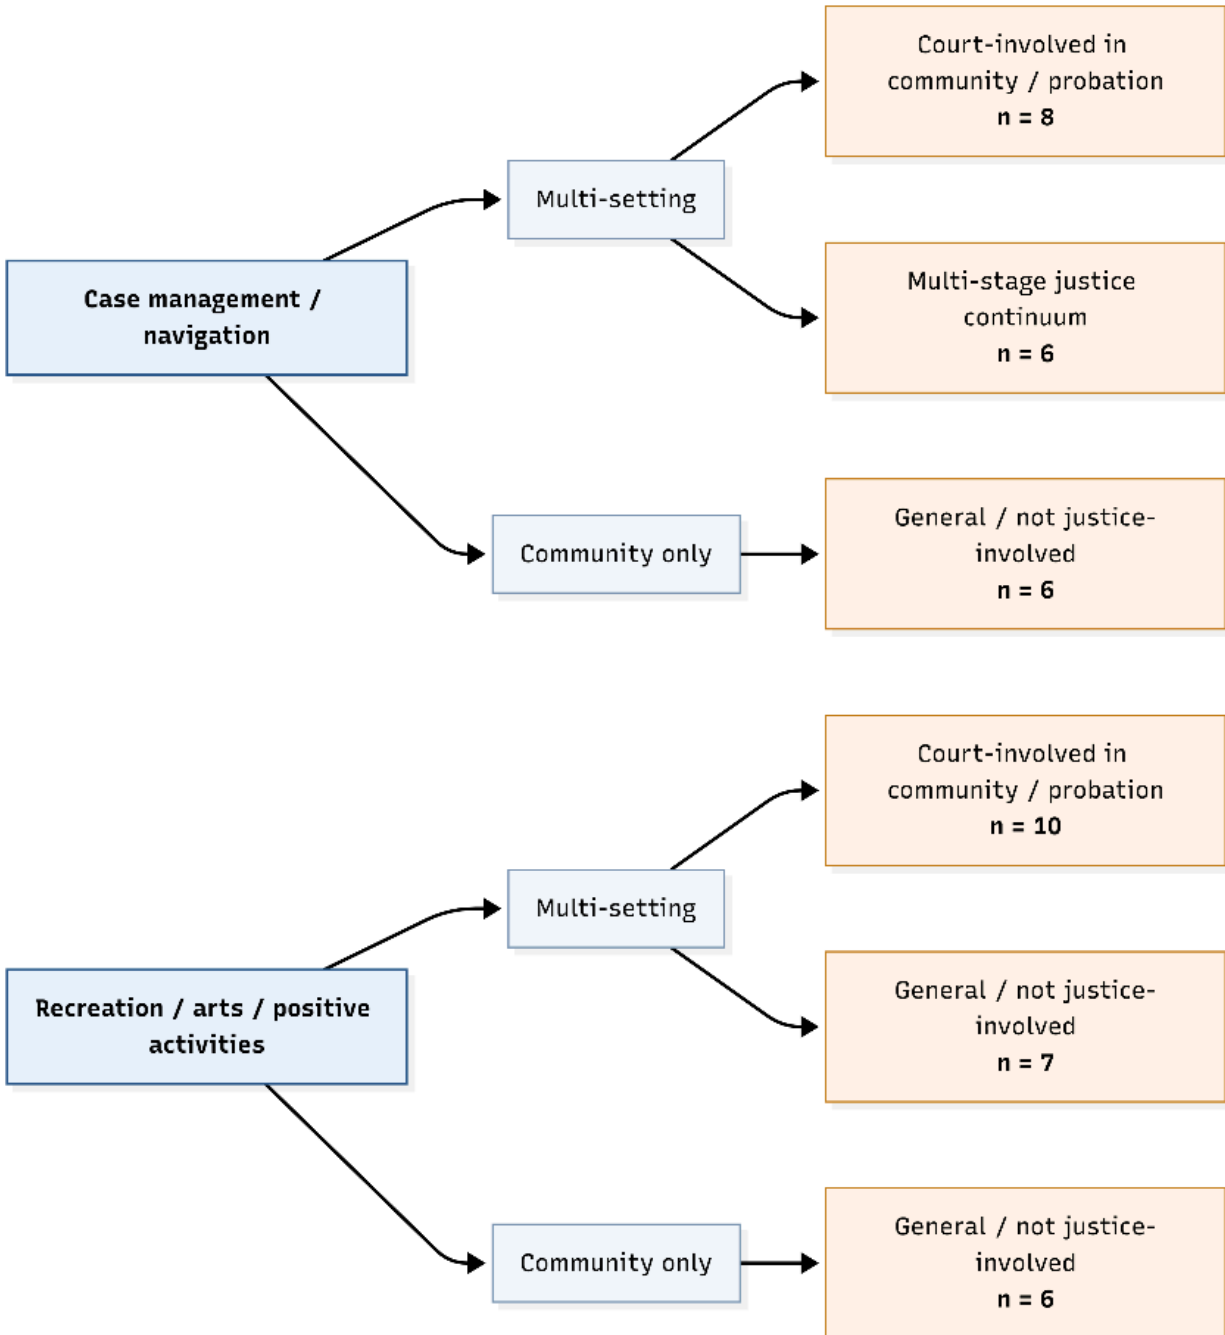 Court-involved in
community / probation
n = 8
Multi-setting
Case management /
navigation
Multi-stage justice
continuum
n = 6
Community only
General / not justice-
involved
n = 6
Court-involved in
community / probation
n = 10
Multi-setting
Recreation / arts / positive
activities
General / not justice-
involved
n = 7
Community only
General / not justice-
involved
n = 6